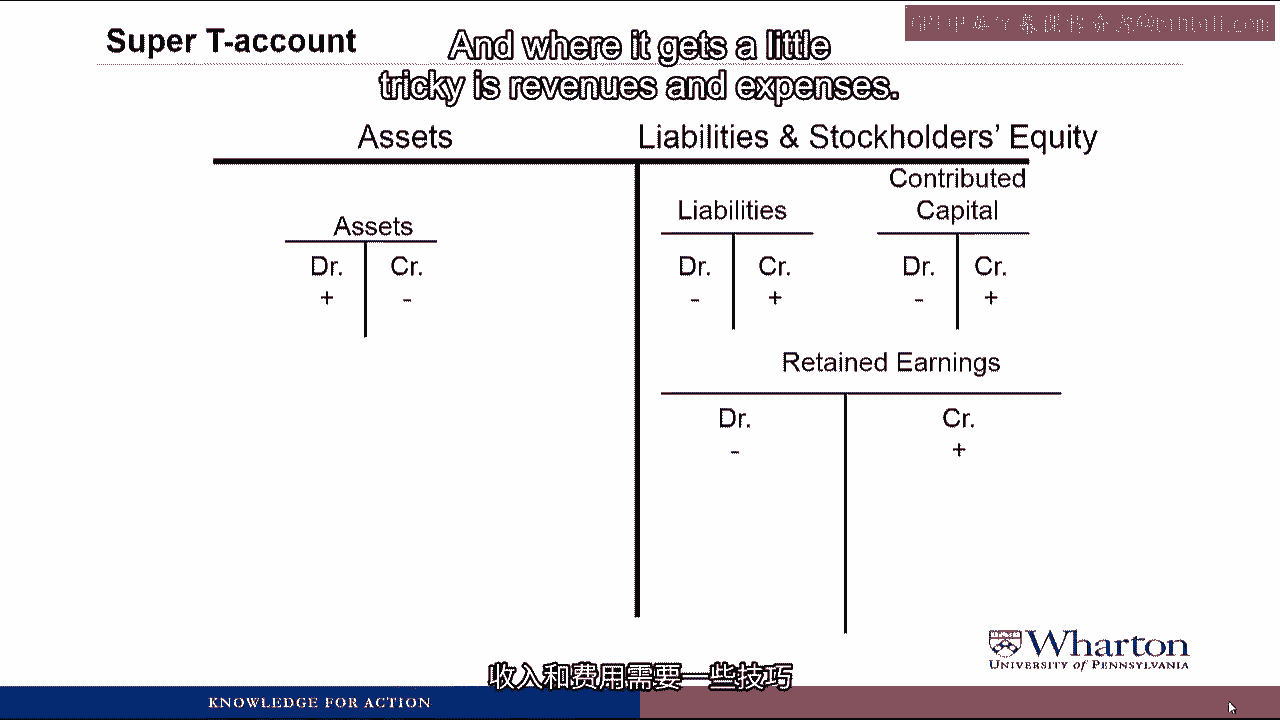 Super T-account
And where it gets a little
tricky is revenues and expenses.
Assets
Liabilities & Stockholders' Equity
Assets
Dr. Cr.
+ -
Liabilities
Dr. Cr.
- +
Contributed
Capital
Dr. Cr.
- +
Retained Earnings
Dr. Cr.
- +
Wharton
UNIVERSITY OF PENNSYLVANIA
收入和费用需要一些技巧
KNOWLEDGE FOR ACTION